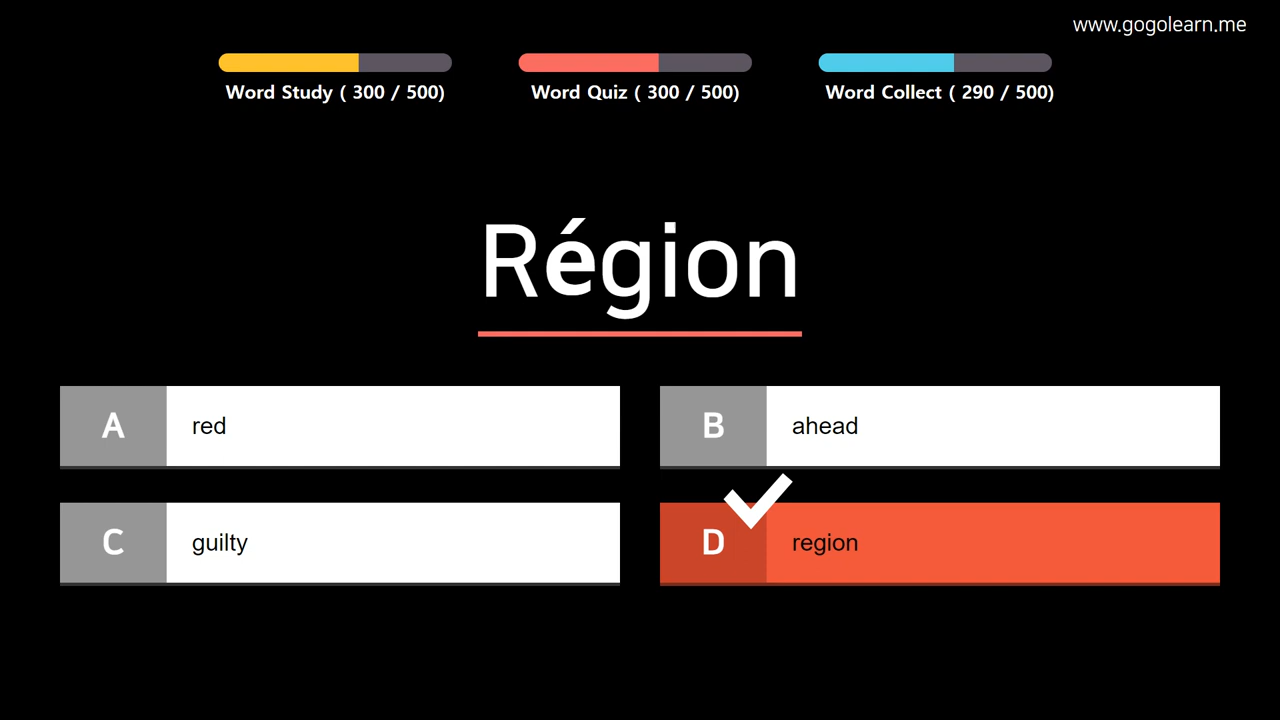 www.gogolearn.me
Word Study ( 300 / 500)
Word Quiz ( 300 / 500)
Word Collect ( 290 / 500)
Région
A red
B ahead
C guilty
D region